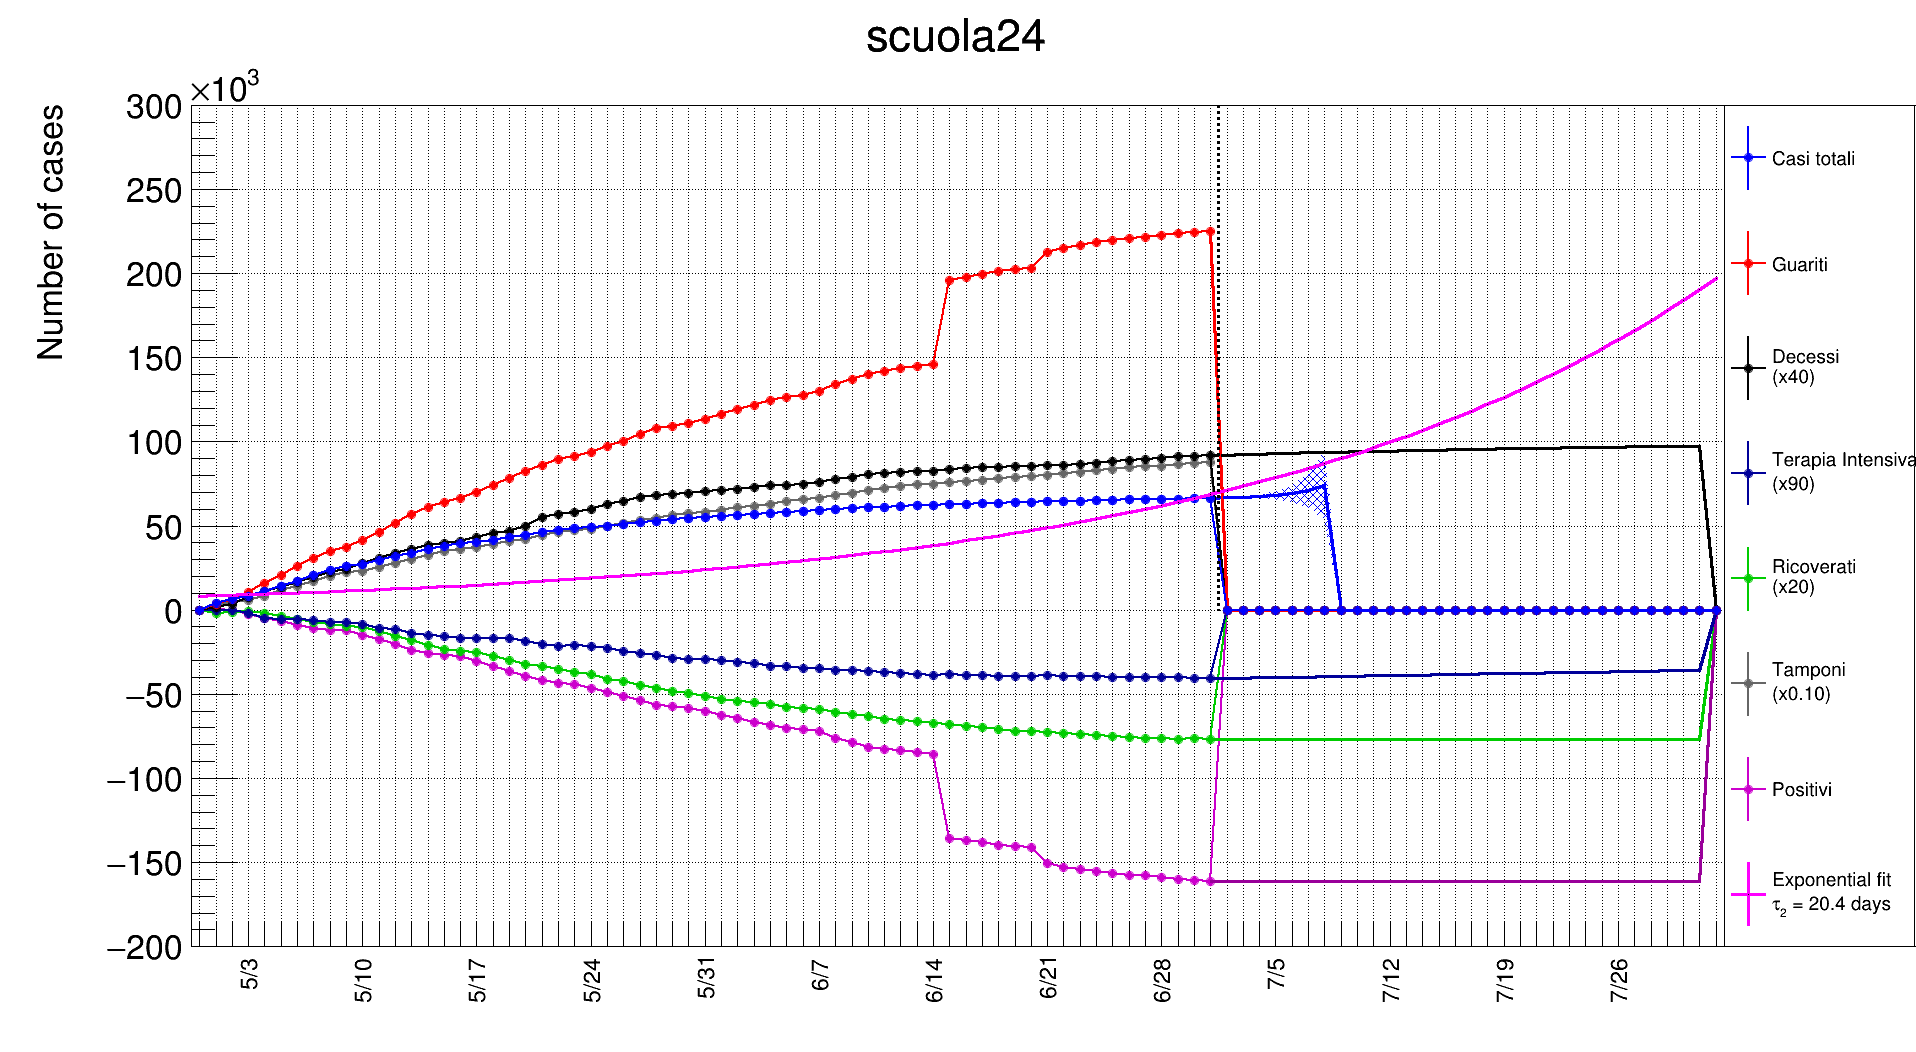 scuola24
×10³
Number of cases
300
250
200
150
100
50
0
−50
−100
−150
−200
5/3
5/10
5/17
5/24
5/31
6/7
6/14
6/21
6/28
7/5
7/12
7/19
7/26
Casi totali
Guariti
Decessi
(x40)
Terapia Intensiva
(x90)
Ricoverati
(x20)
Tamponi
(x0.10)
Positivi
Exponential fit
τ₂ = 20.4 days